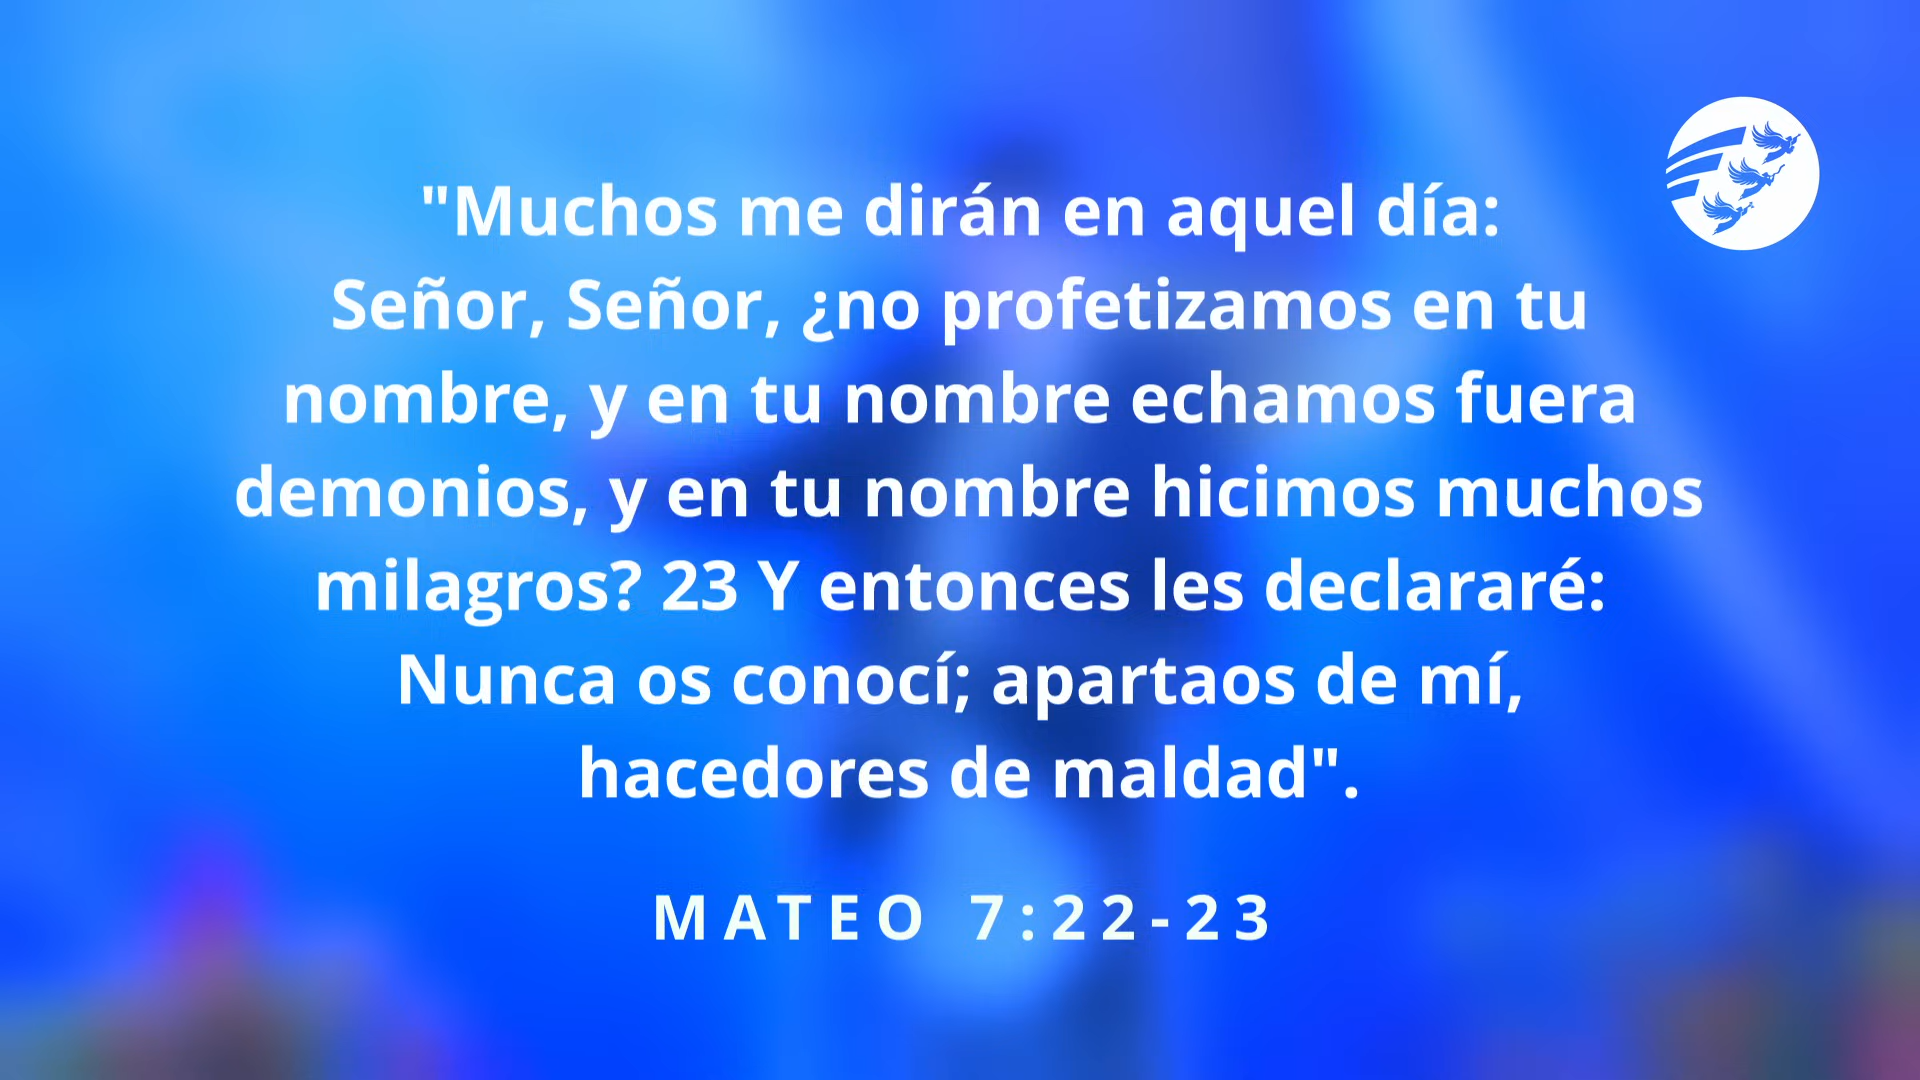 "Muchos me dirán en aquel día:
Señor, Señor, ¿no profetizamos en tu
nombre, y en tu nombre echamos fuera
demonios, y en tu nombre hicimos muchos
milagros? 23 Y entonces les declararé:
Nunca os conocí; apartaos de mí,
hacedores de maldad".
MATEO 7:22-23